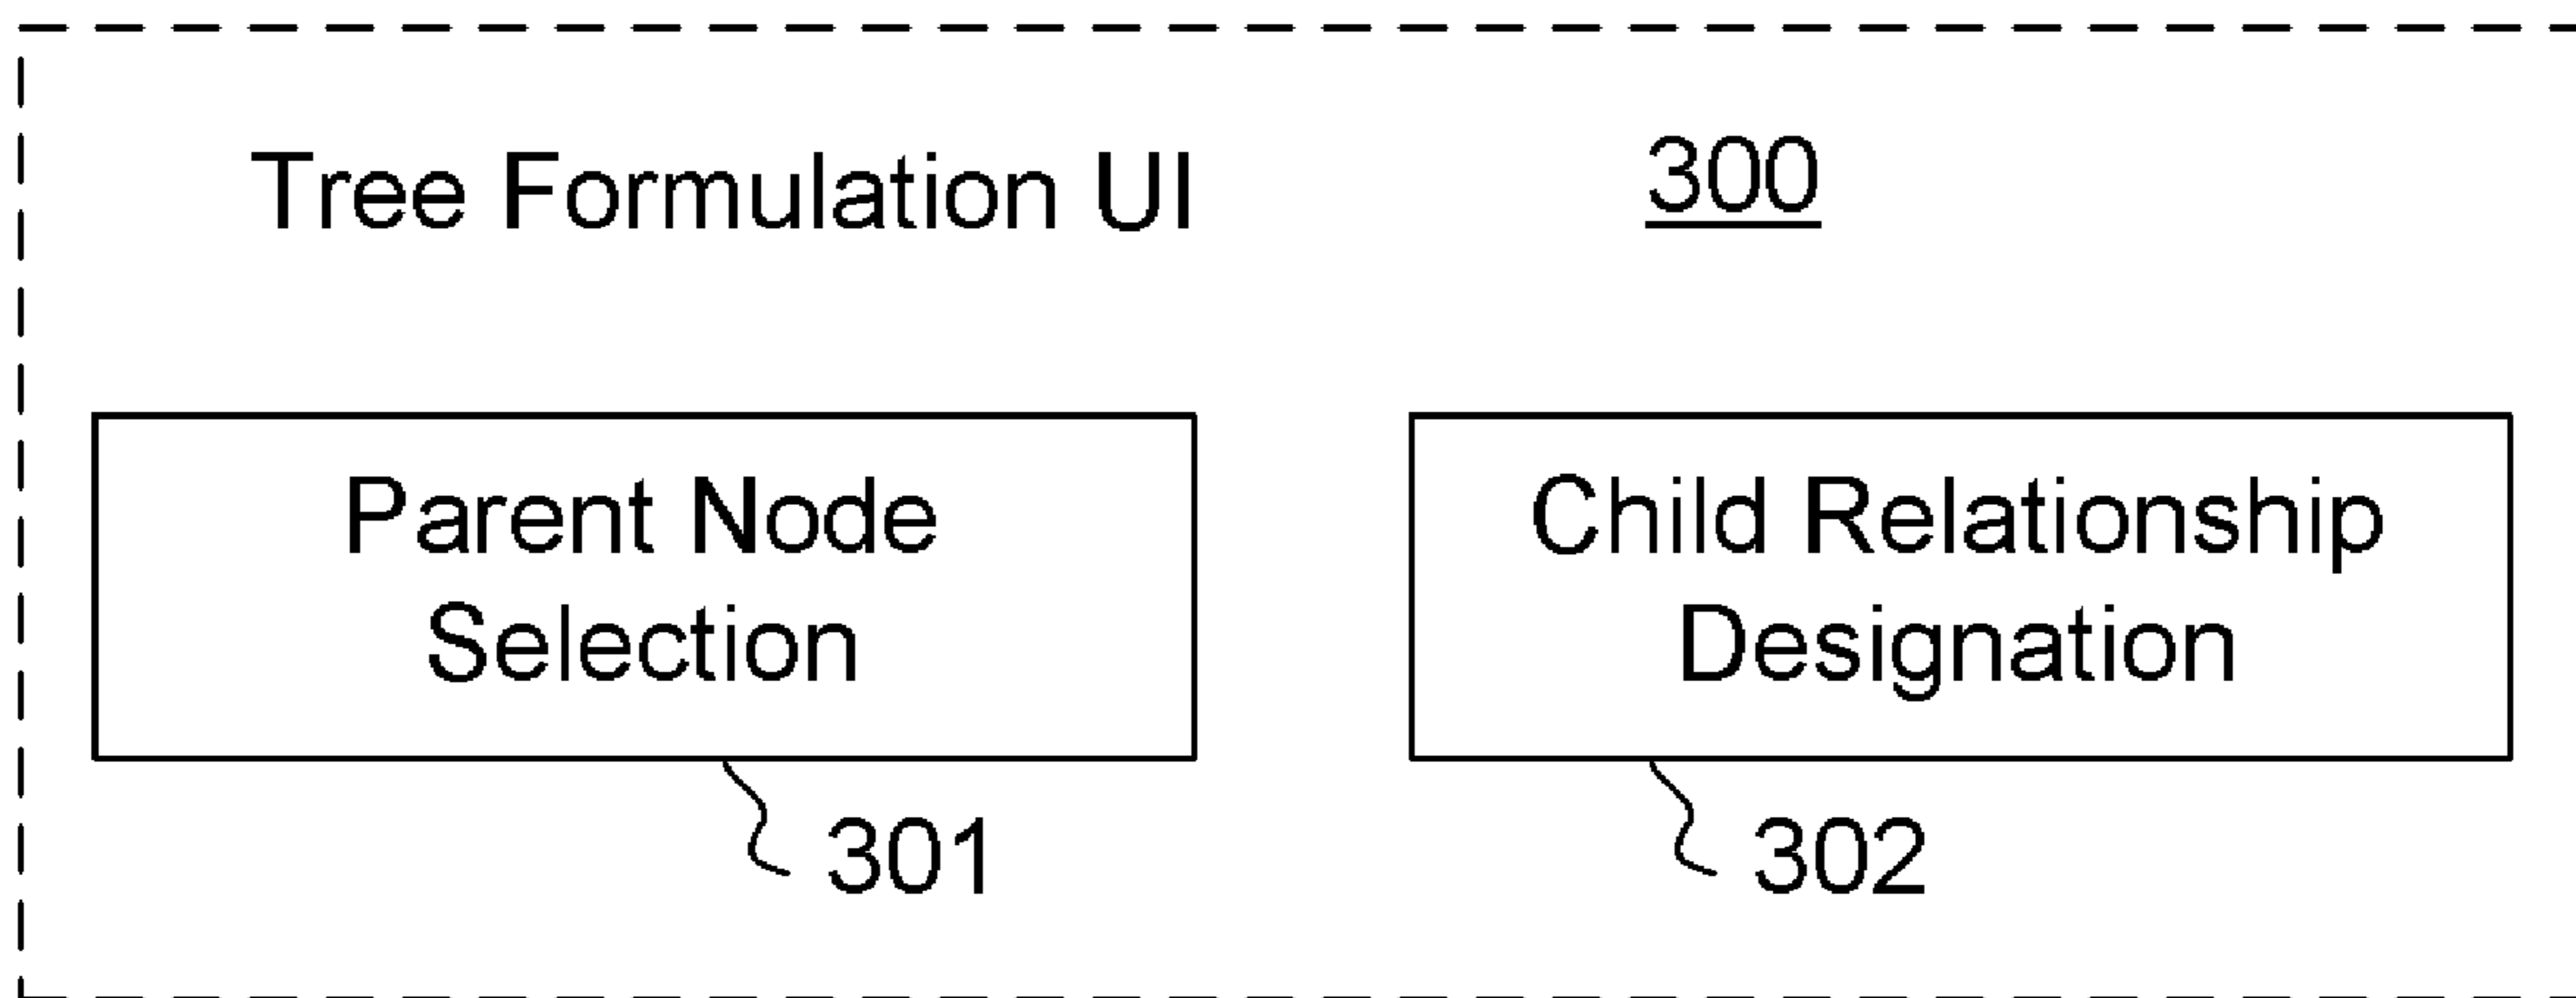 Tree Formulation UI 300
Parent Node
Selection
Child Relationship
Designation
301
302